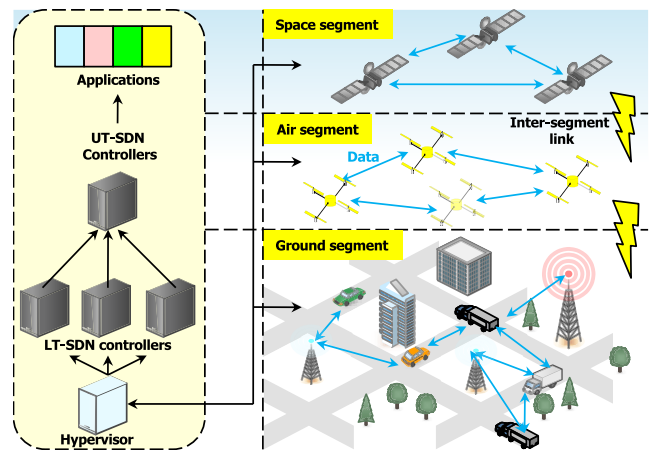 Applications
UT-SDN
Controllers
LT-SDN controllers
Hypervisor
Space segment
Air segment
Inter-segment
link
Data
Ground segment